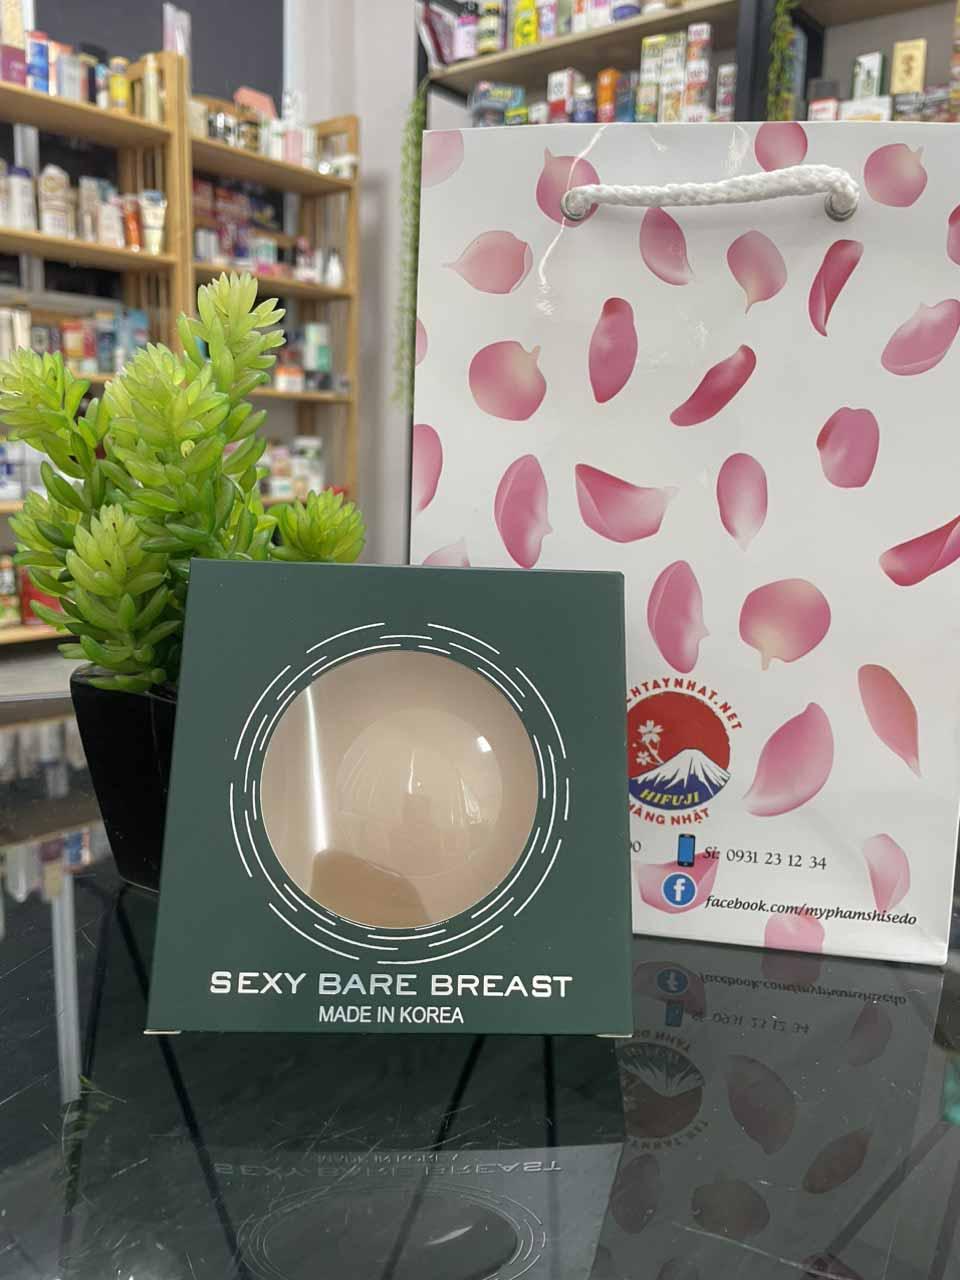 HTAYNHAT.NET
HIFUJI
HÀNG NHẬT
Sỉ: 0931 23 12 34
facebook.com/myphamshisedo
SEXY BARE BREAST
MADE IN KOREA